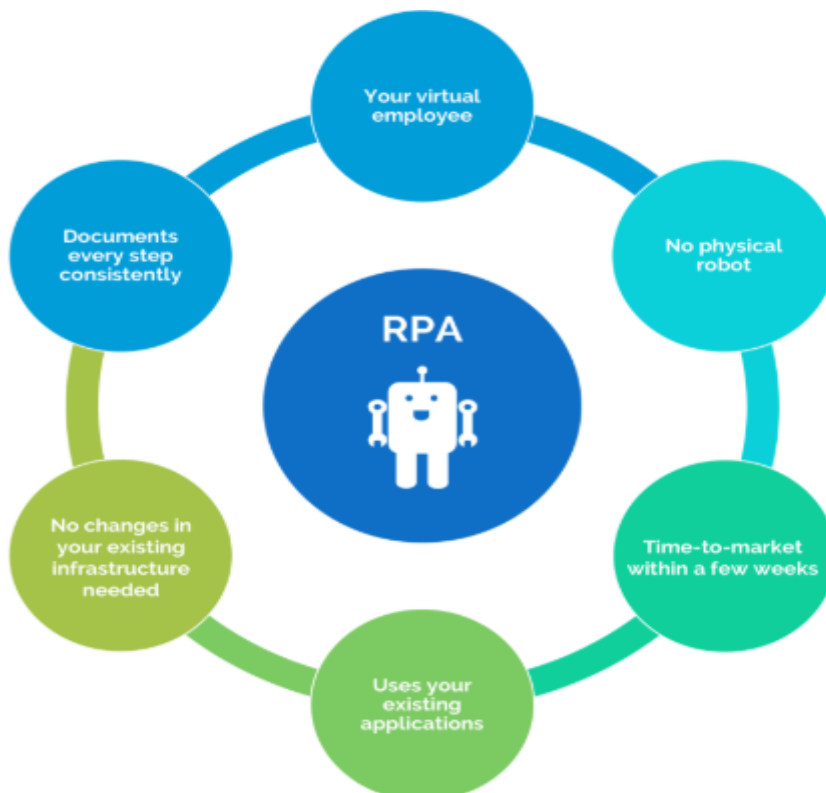 Your virtual
employee
No physical
robot
Time-to-market
within a few weeks
Uses your
existing
applications
No changes in
your existing
infrastructure
needed
Documents
every step
consistently
RPA